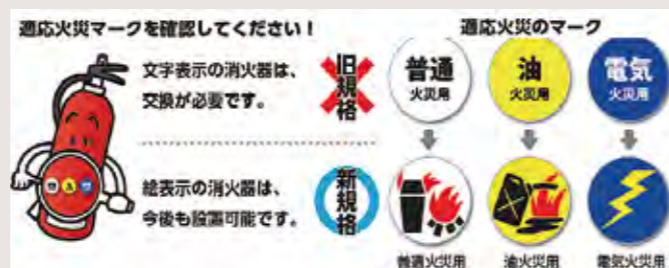 適応火災マークを確認してください！
文字表示の消火器は、
交換が必要です。
旧規格
絵表示の消火器は、
今後も設置可能です。
新規格
適応火災のマーク
普通
火災用
油
火災用
電気
火災用
普通火災用
油火災用
電気火災用